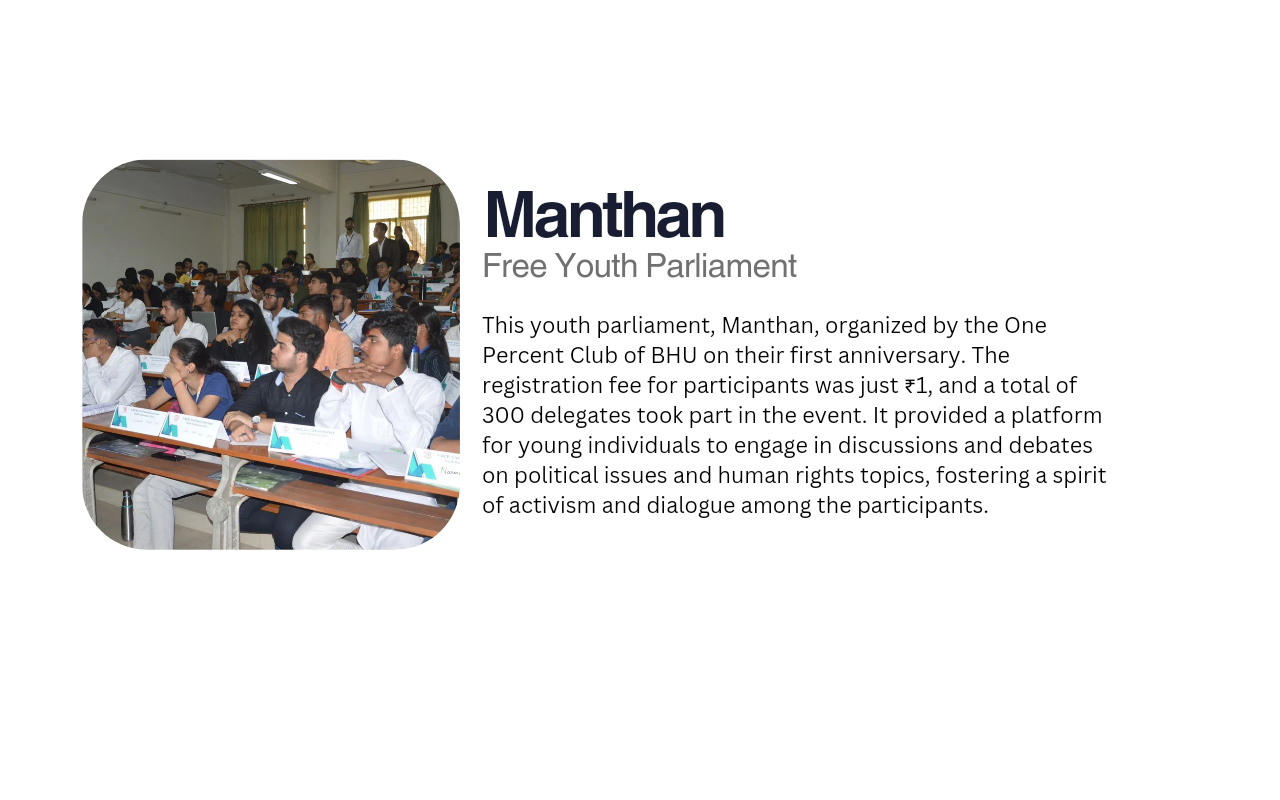 Manthan
Free Youth Parliament
This youth parliament, Manthan, organized by the One
Percent Club of BHU on their first anniversary. The
registration fee for participants was just ₹1, and a total of
300 delegates took part in the event. It provided a platform
for young individuals to engage in discussions and debates
on political issues and human rights topics, fostering a spirit
of activism and dialogue among the participants.